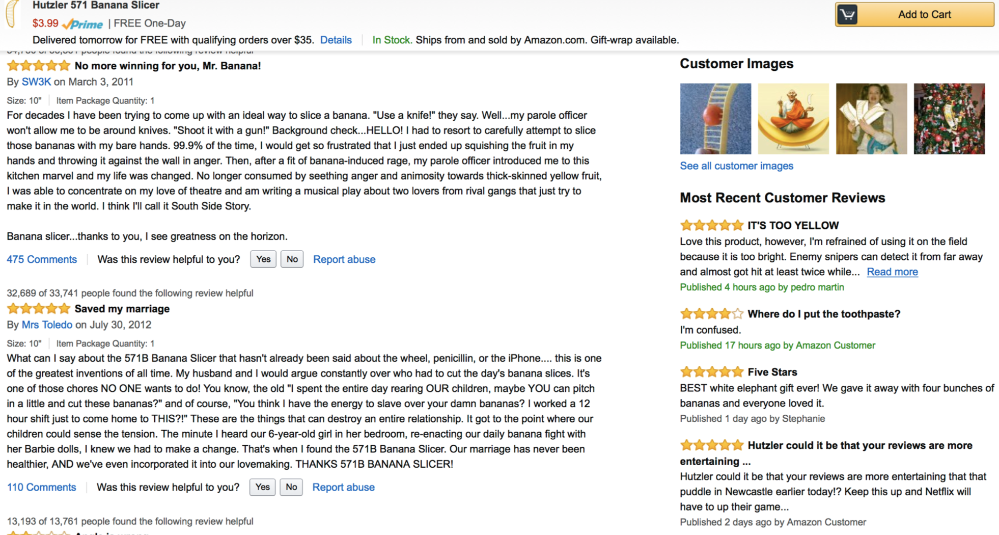 Hutzler 571 Banana Slicer
$3.99 Prime | FREE One-Day
Add to Cart
Delivered tomorrow for FREE with qualifying orders over $35. Details
In Stock. Ships from and sold by Amazon.com. Gift-wrap available.
people found the following review helpful
No more winning for you, Mr. Banana!
By SW3K on March 3, 2011
Size: 10" Item Package Quantity: 1
For decades I have been trying to come up with an ideal way to slice a banana. "Use a knife!" they say. Well...my parole officer
won't allow me to be around knives. "Shoot it with a gun!" Background check...HELLO! I had to resort to carefully attempt to slice
those bananas with my bare hands. 99.9% of the time, I would get so frustrated that I just ended up squishing the fruit in my
hands and throwing it against the wall in anger. Then, after a fit of banana-induced rage, my parole officer introduced me to this
kitchen marvel and my life was changed. No longer consumed by seething anger and animosity towards thick-skinned yellow fruit,
I was able to concentrate on my love of theatre and am writing a musical play about two lovers from rival gangs that just try to
make it in the world. I think I'll call it South Side Story.
Banana slicer...thanks to you, I see greatness on the horizon.
475 Comments Was this review helpful to you? Yes No Report abuse
32,689 of 33,741 people found the following review helpful
Saved my marriage
By Mrs Toledo on July 30, 2012
Size: 10" Item Package Quantity: 1
What can I say about the 571B Banana Slicer that hasn't already been said about the wheel, penicillin, or the iPhone.... this is one
of the greatest inventions of all time. My husband and I would argue constantly over who had to cut the day's banana slices. It's
one of those chores NO ONE wants to do! You know, the old "I spent the entire day rearing OUR children, maybe YOU can pitch
in a little and cut these bananas?" and of course, "You think I have the energy to slave over your damn bananas? I worked a 12
hour shift just to come home to THIS?!" These are the things that can destroy an entire relationship. It got to the point where our
children could sense the tension. The minute I heard our 6-year-old girl in her bedroom, re-enacting our daily banana fight with
her Barbie dolls, I knew we had to make a change. That's when I found the 571B Banana Slicer. Our marriage has never been
healthier, AND we've even incorporated it into our lovemaking. THANKS 571B BANANA SLICER!
110 Comments Was this review helpful to you? Yes No Report abuse
13,193 of 13,761 people found the following review helpful
Customer Images
See all customer images
Most Recent Customer Reviews
IT'S TOO YELLOW
Love this product, however, I'm refrained of using it on the field
because it is too bright. Enemy snipers can detect it from far away
and almost got hit at least twice while... Read more
Published 4 hours ago by pedro martin
Where do I put the toothpaste?
I'm confused.
Published 17 hours ago by Amazon Customer
Five Stars
BEST white elephant gift ever! We gave it away with four bunches of
bananas and everyone loved it.
Published 1 day ago by Stephanie
Hutzler could it be that your reviews are more
entertaining ...
Hutzler could it be that your reviews are more entertaining that that
puddle in Newcastle earlier today!? Keep this up and Netflix will
have to up their game...
Published 2 days ago by Amazon Customer